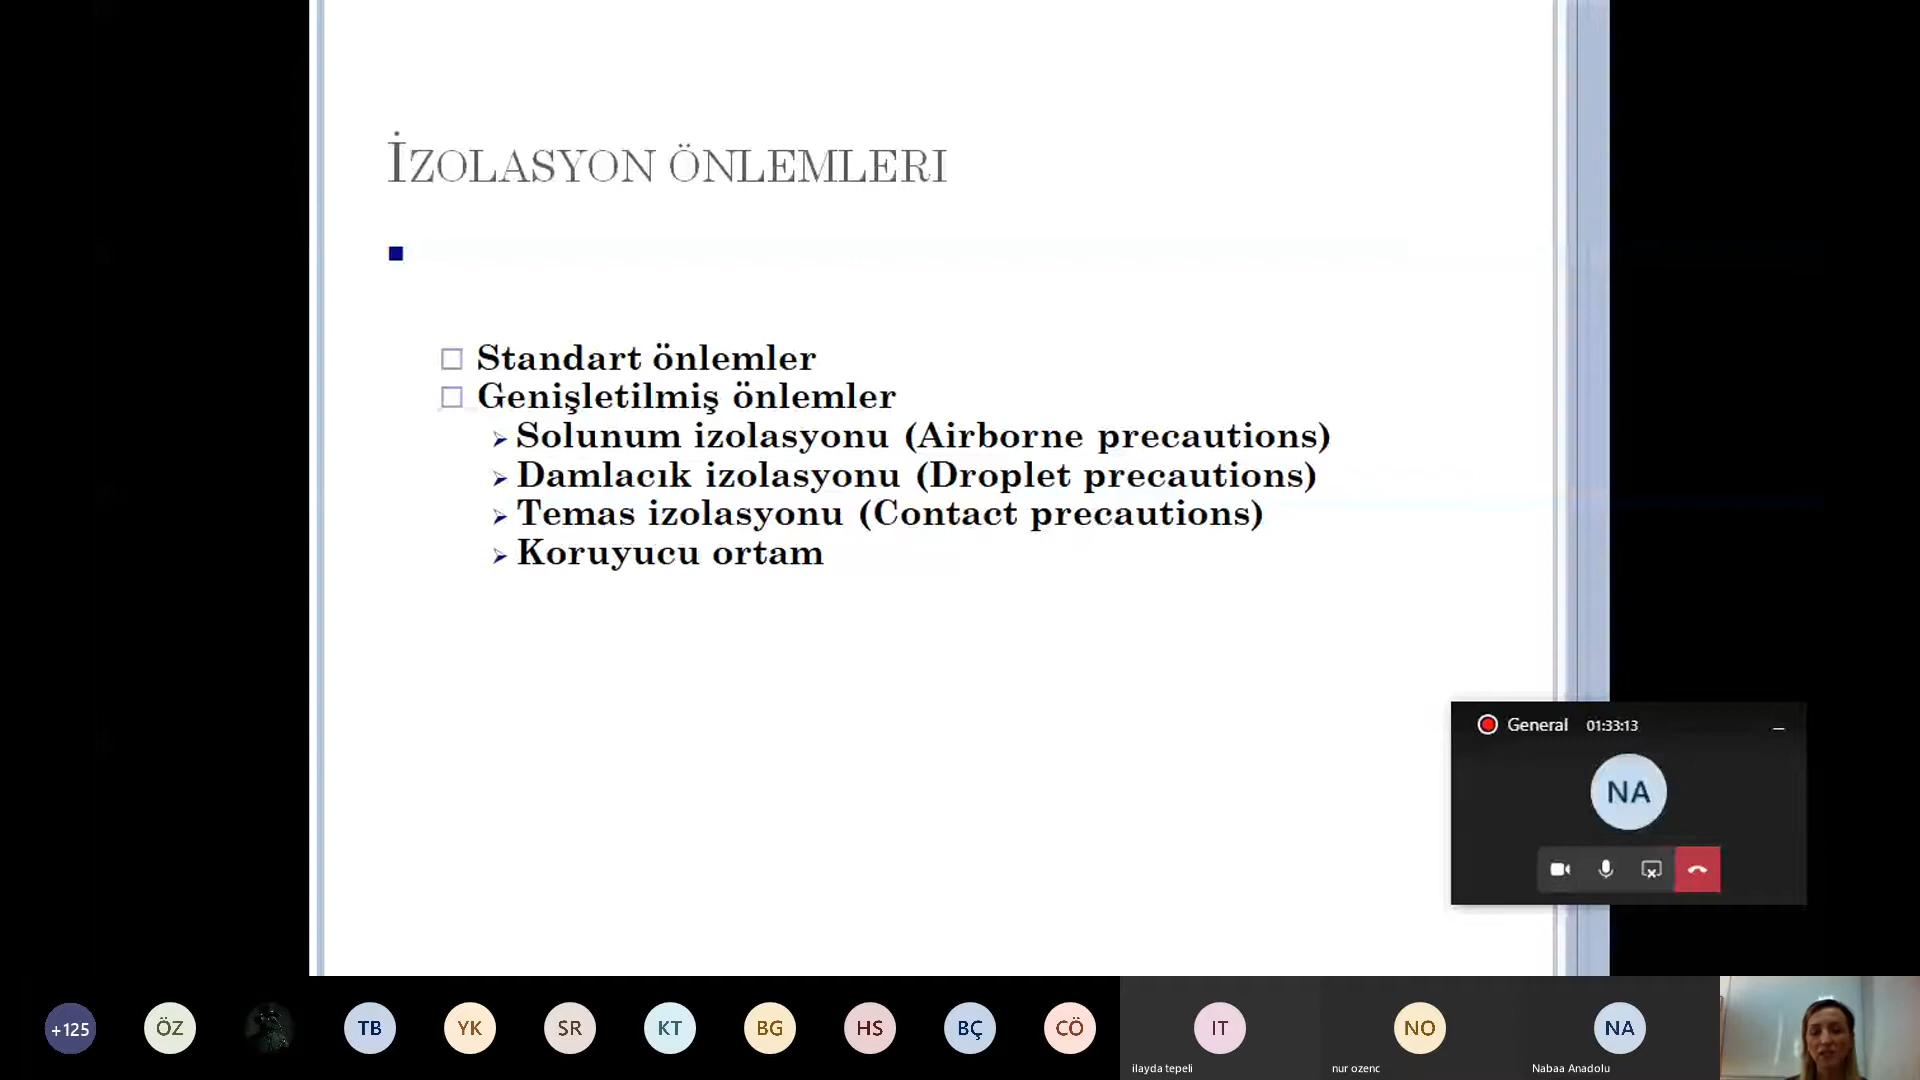 İZOLASYON ÖNLEMLERI
Standart önlemler
Genişletilmiş önlemler
Solunum izolasyonu (Airborne precautions)
Damlacık izolasyonu (Droplet precautions)
Temas izolasyonu (Contact precautions)
Koruyucu ortam
General 01:33:13
NA
+125 ÖZ TB YK SR KT BG HS BÇ CÖ IT NO NA
ilayda tepeli nur ozenc Nabaa Anadolu